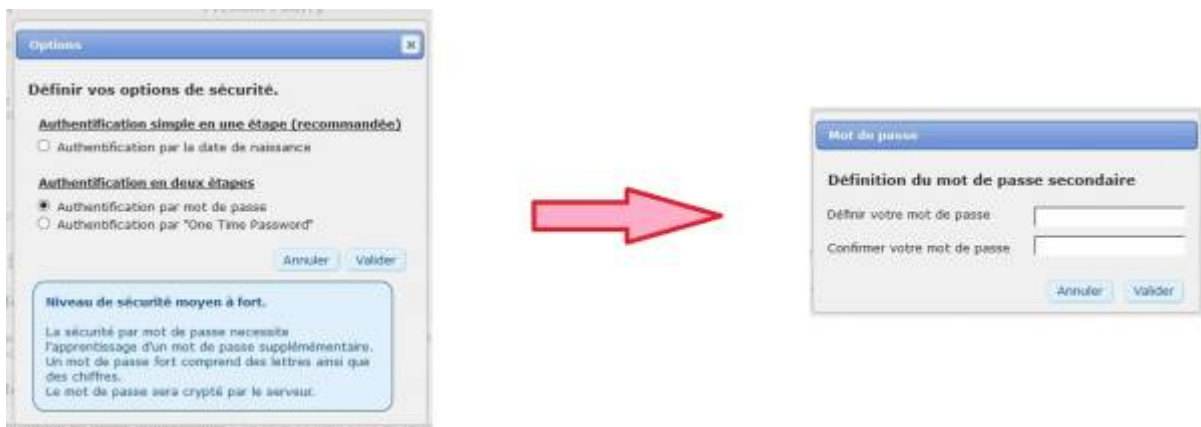 Options
Définir vos options de sécurité.
Authentification simple en une étape (recommandée)
Authentification par la date de naissance
Authentification en deux étapes
Authentification par mot de passe
Authentification par "One Time Password"
Annuler Valider
Niveau de sécurité moyen à fort.
La sécurité par mot de passe necessite
l'apprentissage d'un mot de passe supplémémentaire.
Un mot de passe fort comprend des lettres ainsi que
des chiffres.
Le mot de passe sera crypté par le serveur.
Mot de passe
Définition du mot de passe secondaire
Définir votre mot de passe
Confirmer votre mot de passe
Annuler Valider